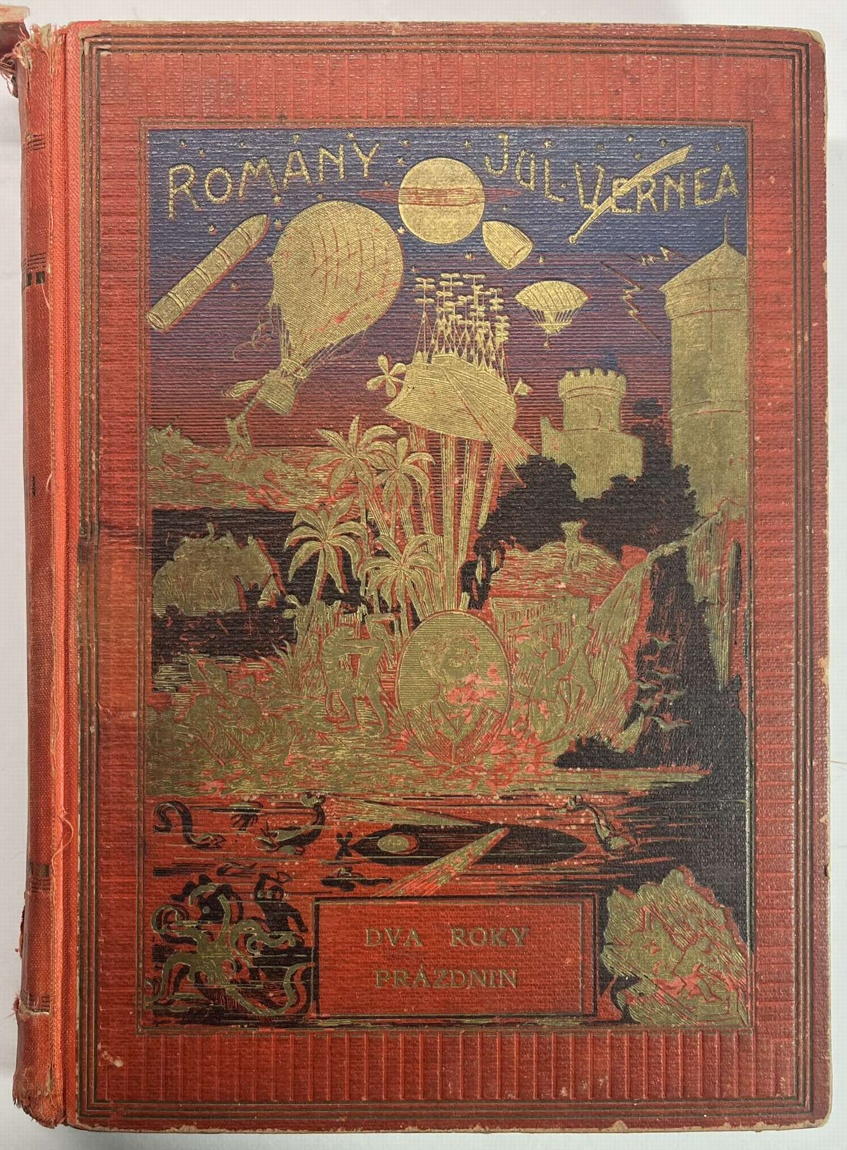 ROMÁNY JUL. VERNEA
DVA ROKY
PRÁZDNIN